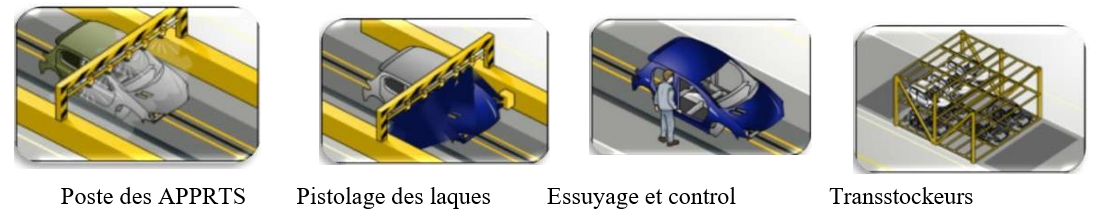 Poste des APPRTS Pistolage des laques Essuyage et control Transstockeurs